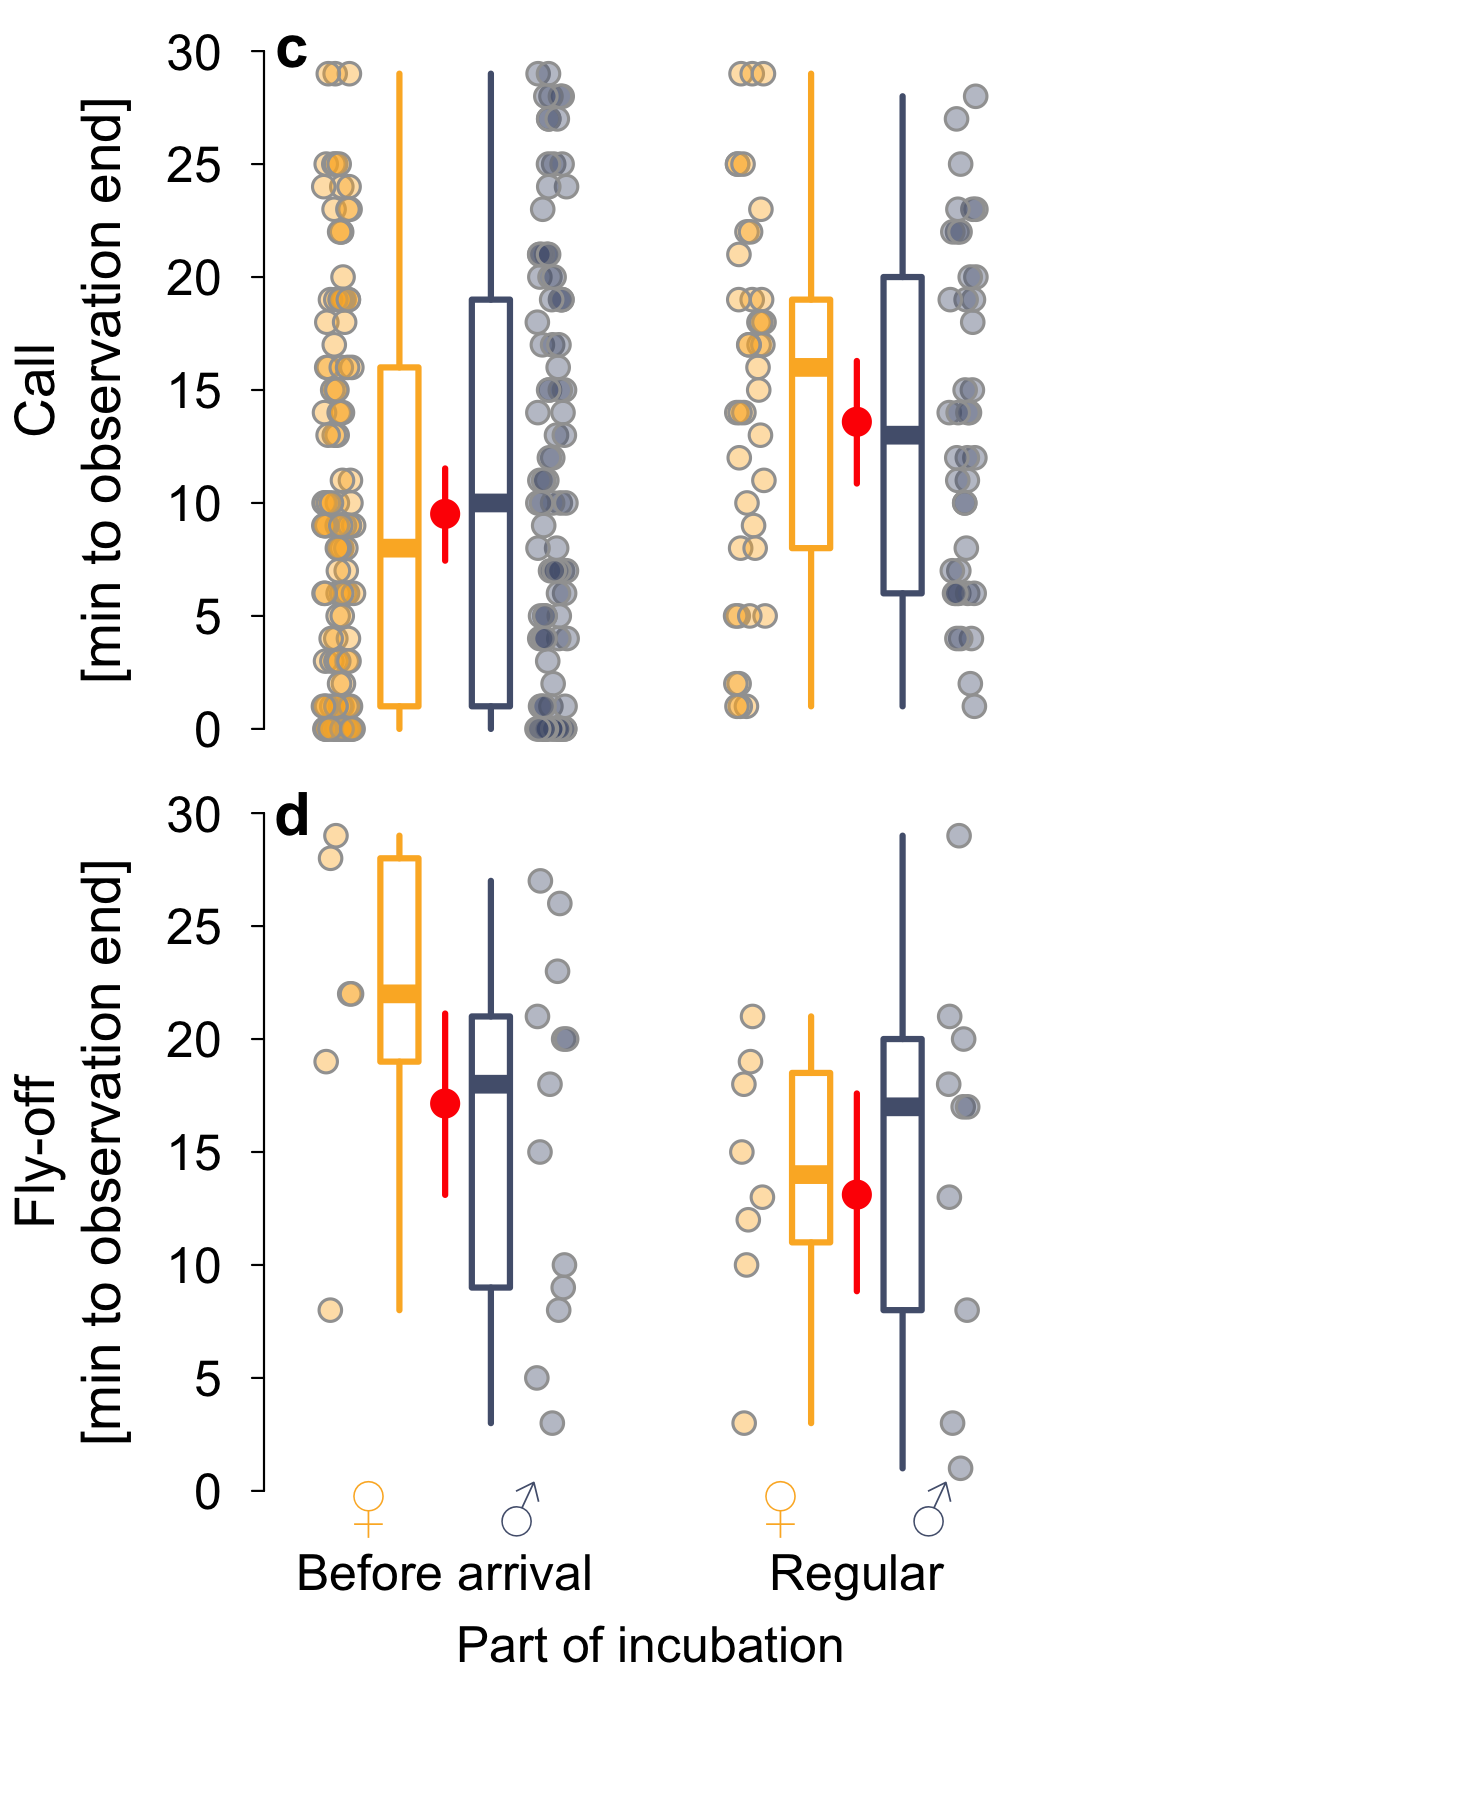 c
30
25
20
15
10
5
0
Call
[min to observation end]
d
30
25
20
15
10
5
0
Fly-off
[min to observation end]
♀ ♂ ♀ ♂
Before arrival Regular
Part of incubation